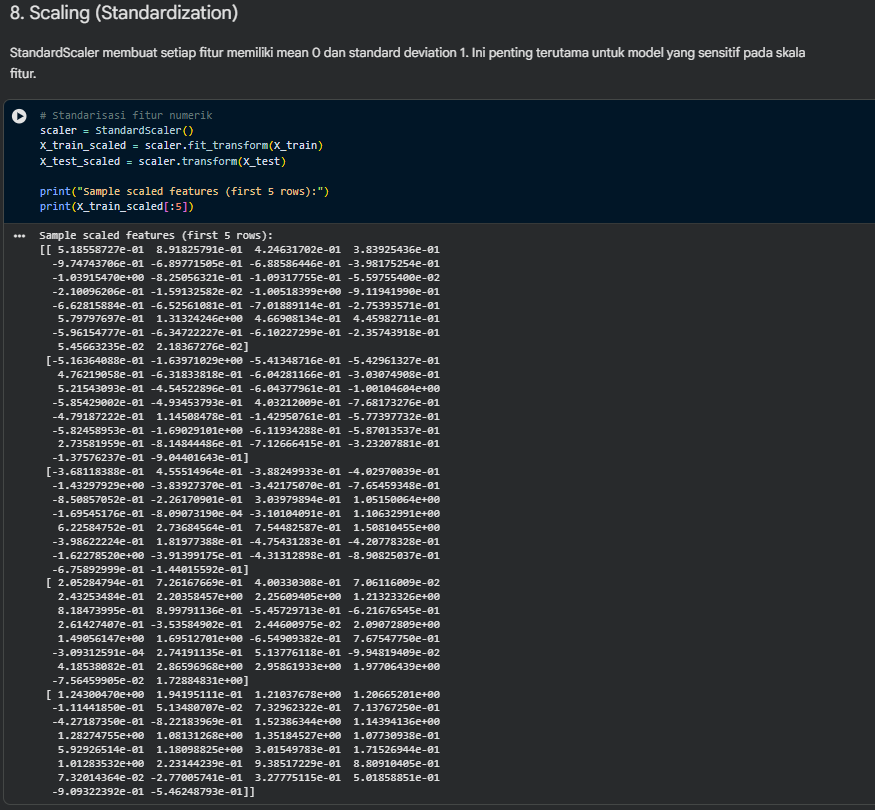 8. Scaling (Standardization)
StandardScaler membuat setiap fitur memiliki mean 0 dan standard deviation 1. Ini penting terutama untuk model yang sensitif pada skala
fitur.
# Standarisasi fitur numerik
scaler = StandardScaler()
X_train_scaled = scaler.fit_transform(X_train)
X_test_scaled = scaler.transform(X_test)
print("Sample scaled features (first 5 rows):")
print(X_train_scaled[:5])
Sample scaled features (first 5 rows):
[[ 5.18558727e-01 8.91825791e-01 4.24631702e-01 3.83925436e-01
-9.74743706e-01 -6.89771505e-01 -6.88586446e-01 -3.98175254e-01
-1.03915470e+00 -8.25056321e-01 -1.09317755e-01 -5.59755400e-02
-2.10096206e-01 -1.59132582e-02 -1.00518399e+00 -9.11941990e-01
-6.62815884e-01 -6.52561081e-01 -7.01889114e-01 -2.75393571e-01
5.79797697e-01 1.31324246e+00 4.66908134e-01 4.45982711e-01
-5.96154777e-01 -6.34722227e-01 -6.10227299e-01 -2.35743918e-01
5.45663235e-02 2.18367276e-02]
[-5.16364088e-01 -1.63971029e+00 -5.41348716e-01 -5.42961327e-01
4.76219058e-01 -6.31833818e-01 -6.04281166e-01 -3.03074908e-01
5.21543093e-01 -4.54522896e-01 -6.04377961e-01 -1.00104604e+00
-5.85429002e-01 -4.93453793e-01 4.03212009e-01 -7.68173276e-01
-4.79187222e-01 1.14508478e-01 -1.42950761e-01 -5.77397732e-01
-5.82458953e-01 -1.69029101e+00 -6.11934288e-01 -5.87013537e-01
2.73581959e-01 -8.14844486e-01 -7.12666415e-01 -3.23207881e-01
-1.37576237e-01 -9.04401643e-01]
[-3.68118388e-01 4.55514964e-01 -3.88249933e-01 -4.02970039e-01
-1.43297929e+00 -3.83927370e-01 -3.42175070e-01 -7.65459348e-01
-8.50857052e-01 -2.26170901e-01 3.03979894e-01 1.05150064e+00
-1.69545176e-01 -8.09073190e-04 -3.10104091e-01 1.10632991e+00
6.22584752e-01 2.73684564e-01 7.54482587e-01 1.50810455e+00
-3.98622224e-01 1.81977388e-01 -4.75431283e-01 -4.20778328e-01
-1.62278520e+00 -3.91399175e-01 -4.31312898e-01 -8.90825037e-01
-6.75892999e-01 -1.44015592e-01]
[ 2.05284794e-01 7.26167669e-01 4.00330308e-01 7.06116009e-02
2.43253484e-01 2.20358457e+00 2.25609405e+00 1.21323326e+00
8.18473995e-01 8.99791136e-01 -5.45729713e-01 -6.21676545e-01
2.61427407e-01 -3.53584902e-01 2.44600975e-02 2.09072809e+00
1.49056147e+00 1.69512701e+00 -6.54909382e-01 7.67547750e-01
-3.09312591e-04 2.74191135e-01 5.13776118e-01 -9.94819409e-02
4.18538082e-01 2.86596968e+00 2.95861933e+00 1.97706439e+00
-7.56459905e-02 1.72884831e+00]
[ 1.24300470e+00 1.94195111e-01 1.21037678e+00 1.20665201e+00
-1.11441850e-01 5.13480707e-02 7.32962322e-01 7.13767250e-01
-4.27187350e-01 -8.22183969e-01 1.52386344e+00 1.14394136e+00
1.28274755e+00 1.08131268e+00 1.35184527e+00 1.07730938e-01
5.92926514e-01 1.18098825e+00 3.01549783e-01 1.71526944e-01
1.01283532e+00 2.23144239e-01 9.38517229e-01 8.80910405e-01
7.32014364e-02 -2.77005741e-01 3.27775115e-01 5.01858851e-01
-9.09322392e-01 -5.46248793e-01]]